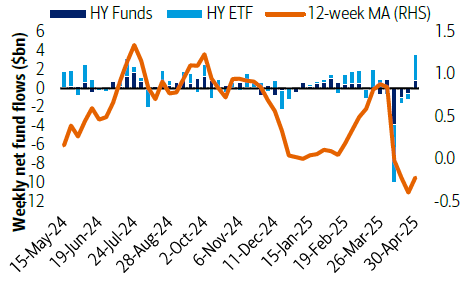 HY Funds HY ETF 12-week MA (RHS)
Weekly net fund flows ($bn)
6
4
2
0
-2
-4
-6
-8
-10
-12
1.5
1.0
0.5
0.0
-0.5
15-May-24
19-Jun-24
24-Jul-24
28-Aug-24
2-Oct-24
6-Nov-24
11-Dec-24
15-Jan-25
19-Feb-25
26-Mar-25
30-Apr-25